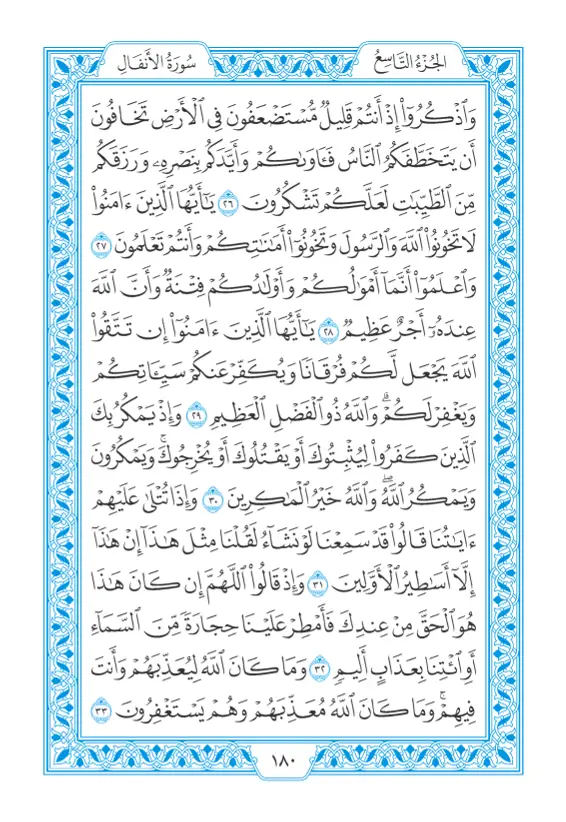 الجُزْءُ التَّاسِعُ
سُورَةُ الأَنفَالِ
وَٱذْكُرُوٓا۟ إِذْ أَنتُمْ قَلِيلٌ مُّسْتَضْعَفُونَ فِى ٱلْأَرْضِ تَخَافُونَ
أَن يَتَخَطَّفَكُمُ ٱلنَّاسُ فَـَٔاوَىٰكُمْ وَأَيَّدَكُم بِنَصْرِهِۦ وَرَزَقَكُم
مِّنَ ٱلطَّيِّبَـٰتِ لَعَلَّكُمْ تَشْكُرُونَ ٢٦ يَـٰٓأَيُّهَا ٱلَّذِينَ ءَامَنُوا۟
لَا تَخُونُوا۟ ٱللَّهَ وَٱلرَّسُولَ وَتَخُونُوٓا۟ أَمَـٰنَـٰتِكُمْ وَأَنتُمْ تَعْلَمُونَ ٢٧
وَٱعْلَمُوٓا۟ أَنَّمَآ أَمْوَٰلُكُمْ وَأَوْلَـٰدُكُمْ فِتْنَةٌ وَأَنَّ ٱللَّهَ
عِندَهُۥٓ أَجْرٌ عَظِيمٌ ٢٨ يَـٰٓأَيُّهَا ٱلَّذِينَ ءَامَنُوٓا۟ إِن تَتَّقُوا۟
ٱللَّهَ يَجْعَل لَّكُمْ فُرْقَانًا وَيُكَفِّرْ عَنكُمْ سَيِّـَٔاتِكُمْ
وَيَغْفِرْ لَكُمْ ۗ وَٱللَّهُ ذُو ٱلْفَضْلِ ٱلْعَظِيمِ ٢٩ وَإِذْ يَمْكُرُ بِكَ
ٱلَّذِينَ كَفَرُوا۟ لِيُثْبِتُوكَ أَوْ يَقْتُلُوكَ أَوْ يُخْرِجُوكَ ۚ وَيَمْكُرُونَ
وَيَمْكُرُ ٱللَّهُ ۖ وَٱللَّهُ خَيْرُ ٱلْمَـٰكِرِينَ ٣٠ وَإِذَا تُتْلَىٰ عَلَيْهِمْ
ءَايَـٰتُنَا قَالُوا۟ قَدْ سَمِعْنَا لَوْ نَشَآءُ لَقُلْنَا مِثْلَ هَـٰذَآ إِنْ هَـٰذَآ
إِلَّآ أَسَـٰطِيرُ ٱلْأَوَّلِينَ ٣١ وَإِذْ قَالُوا۟ ٱللَّهُمَّ إِن كَانَ هَـٰذَا
هُوَ ٱلْحَقَّ مِنْ عِندِكَ فَأَمْطِرْ عَلَيْنَا حِجَارَةً مِّنَ ٱلسَّمَآءِ
أَوِ ٱئْتِنَا بِعَذَابٍ أَلِيمٍ ٣٢ وَمَا كَانَ ٱللَّهُ لِيُعَذِّبَهُمْ وَأَنتَ
فِيهِمْ ۚ وَمَا كَانَ ٱللَّهُ مُعَذِّبَهُمْ وَهُمْ يَسْتَغْفِرُونَ ٣٣
١٨٠